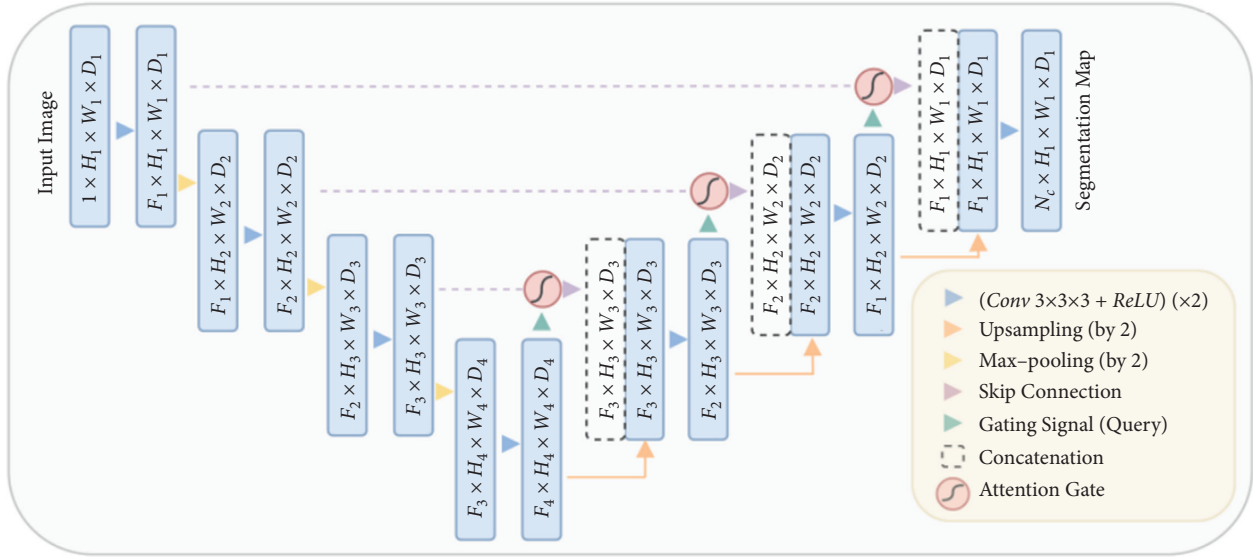 Input Image
1 × H₁ × W₁ × D₁
F₁ × H₁ × W₁ × D₁
F₁ × H₂ × W₂ × D₂
F₂ × H₂ × W₂ × D₂
F₂ × H₃ × W₃ × D₃
F₃ × H₃ × W₃ × D₃
F₃ × H₄ × W₄ × D₄
F₄ × H₄ × W₄ × D₄
F₃ × H₃ × W₃ × D₃
F₃ × H₃ × W₃ × D₃
F₂ × H₃ × W₃ × D₃
F₂ × H₂ × W₂ × D₂
F₂ × H₂ × W₂ × D₂
F₁ × H₂ × W₂ × D₂
F₁ × H₁ × W₁ × D₁
F₁ × H₁ × W₁ × D₁
N_c × H₁ × W₁ × D₁
Segmentation Map
(Conv 3×3×3 + ReLU) (×2)
Upsampling (by 2)
Max–pooling (by 2)
Skip Connection
Gating Signal (Query)
Concatenation
Attention Gate